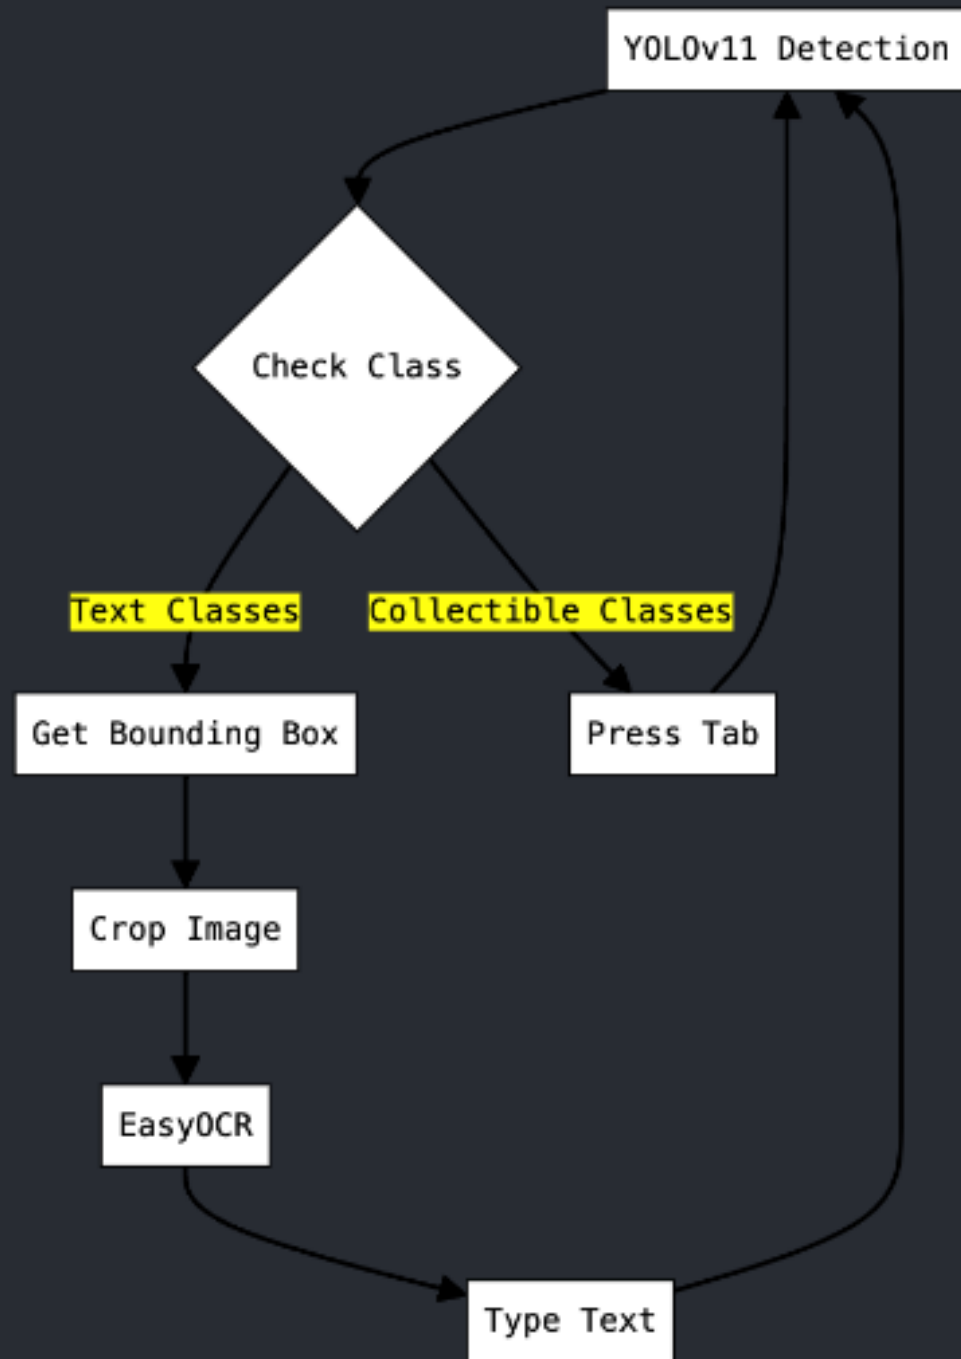 YOLOv11 Detection
Check Class
Text Classes
Collectible Classes
Get Bounding Box
Press Tab
Crop Image
EasyOCR
Type Text